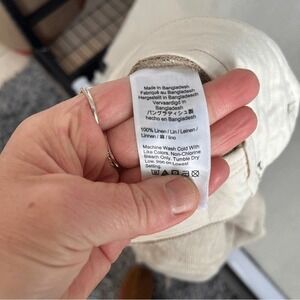 Made in Bangladesh
Fabriqué au Bangladesh
Hergestellt in Bangladesch
Vervaardigd in
Bangladesh
バングラディシュ製
hecho en Bangladesh
100% Linen / Lin / Leinen /
Linnen / 麻 / lino
Machine Wash Cold With
Like Colors. Non-Chlorine
Bleach Only. Tumble Dry
Low. Iron on Lowest
Setting.